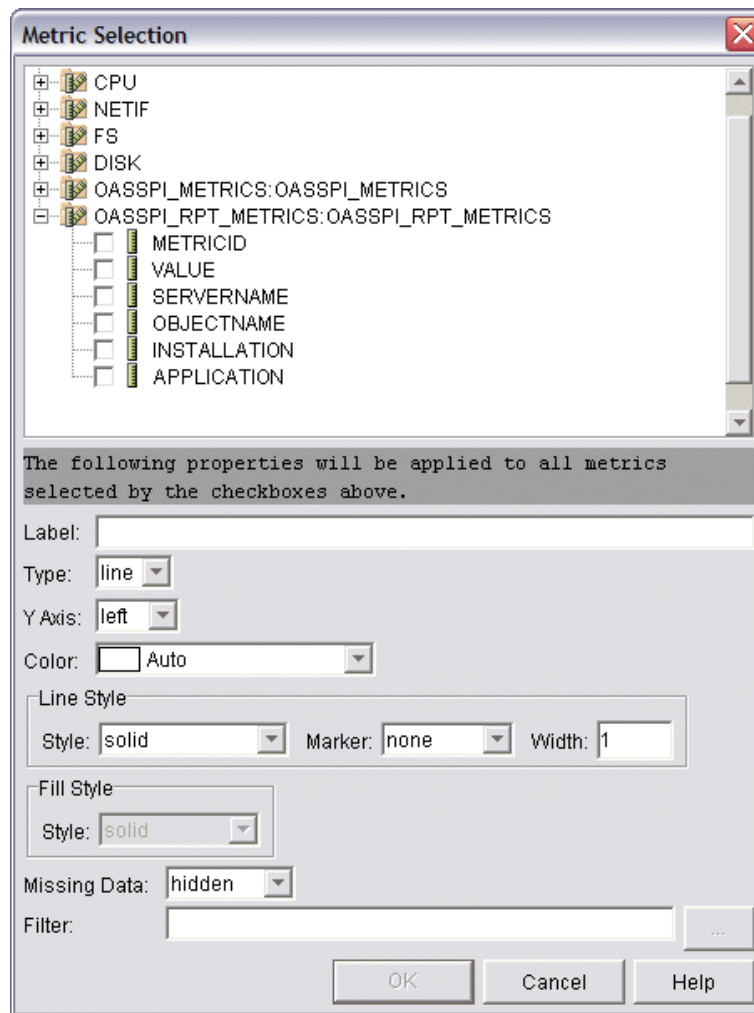 Metric Selection
CPU
NETIF
FS
DISK
OASSPI_METRICS:OASSPI_METRICS
OASSPI_RPT_METRICS:OASSPI_RPT_METRICS
METRICID
VALUE
SERVERNAME
OBJECTNAME
INSTALLATION
APPLICATION
The following properties will be applied to all metrics
selected by the checkboxes above.
Label:
Type: line
Y Axis: left
Color: Auto
Line Style
Style: solid Marker: none Width: 1
Fill Style
Style: solid
Missing Data: hidden
Filter: ...
OK Cancel Help